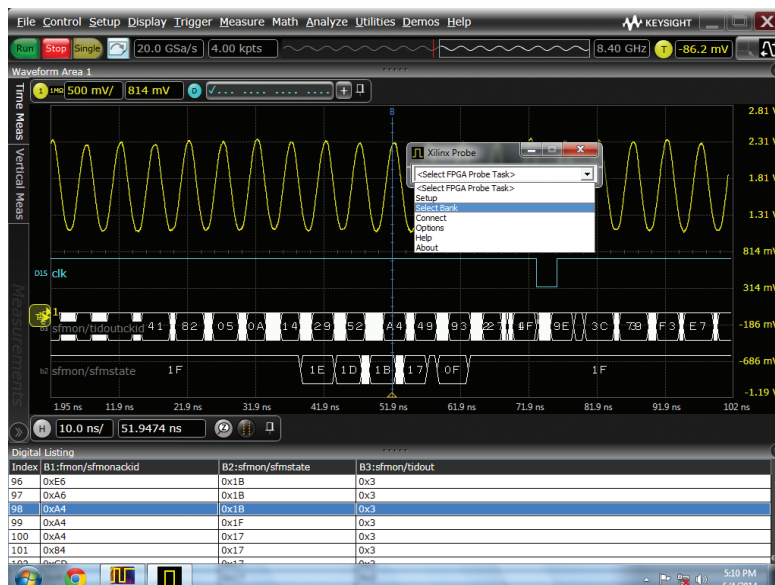 File Control Setup Display Trigger Measure Math Analyze Utilities Demos Help KEYSIGHT
Run Stop Single 20.0 GSa/s 4.00 kpts 8.40 GHz T -86.2 mV
Waveform Area 1
Time Meas
Vertical Meas
Measurements
1 1MΩ 500 mV/ 814 mV D
B
2.81 V
2.31 V
1.81 V
1.31 V
814 mV
314 mV
-186 mV
-686 mV
-1.19
Xilinx Probe
<Select FPGA Probe Task>
<Select FPGA Probe Task>
Setup
Select Bank
Connect
Options
Help
About
D15 clk
41 82 05 0A 14 29 52 A4 49 93 9E 3C F3 E7
b2 sfmon/sfmstate 1F 1E 1D 1B 17 0F 1F
1.95 ns 11.9 ns 21.9 ns 31.9 ns 41.9 ns 51.9 ns 61.9 ns 71.9 ns 81.9 ns 91.9 ns 102 ns
H 10.0 ns/ 51.9474 ns
Digital Listing
Index B1:fmon/sfmonackid B2:sfmon/sfmstate B3:sfmon/tidout
96 0xE6 0x1B 0x3
97 0xA6 0x1B 0x3
98 0xA4 0x1B 0x3
99 0xA4 0x1F 0x3
100 0xA4 0x17 0x3
101 0x84 0x17 0x3
5:10 PM